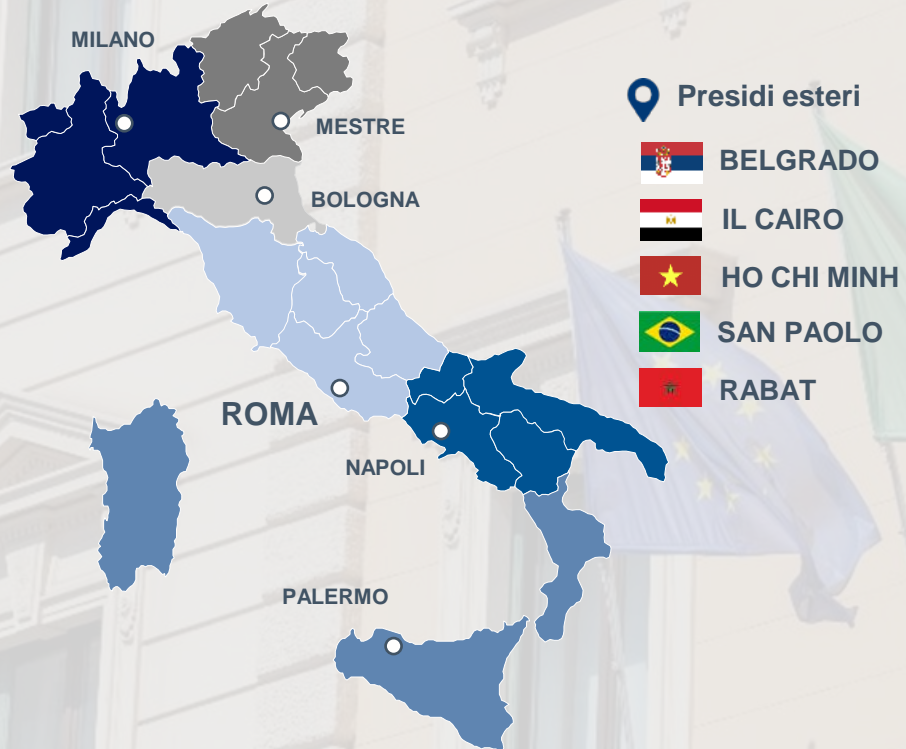 MILANO
MESTRE
BOLOGNA
ROMA
NAPOLI
PALERMO
Presidi esteri
BELGRADO
IL CAIRO
HO CHI MINH
SAN PAOLO
RABAT